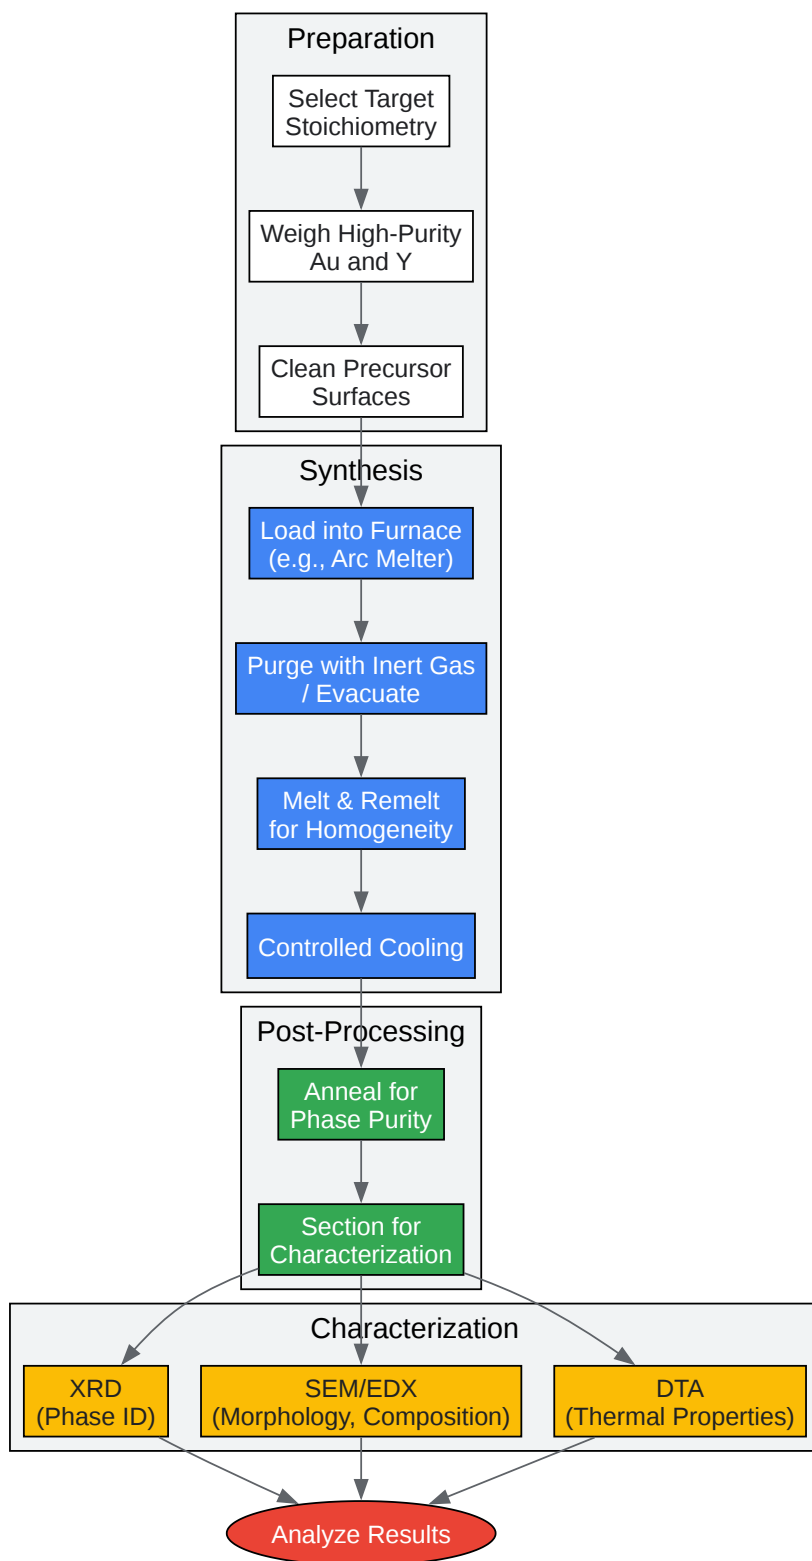 Preparation
Select Target
Stoichiometry
Weigh High-Purity
Au and Y
Clean Precursor
Surfaces
Synthesis
Load into Furnace
(e.g., Arc Melter)
Purge with Inert Gas
/ Evacuate
Melt & Remelt
for Homogeneity
Controlled Cooling
Post-Processing
Anneal for
Phase Purity
Section for
Characterization
Characterization
XRD
(Phase ID)
SEM/EDX
(Morphology, Composition)
DTA
(Thermal Properties)
Analyze Results